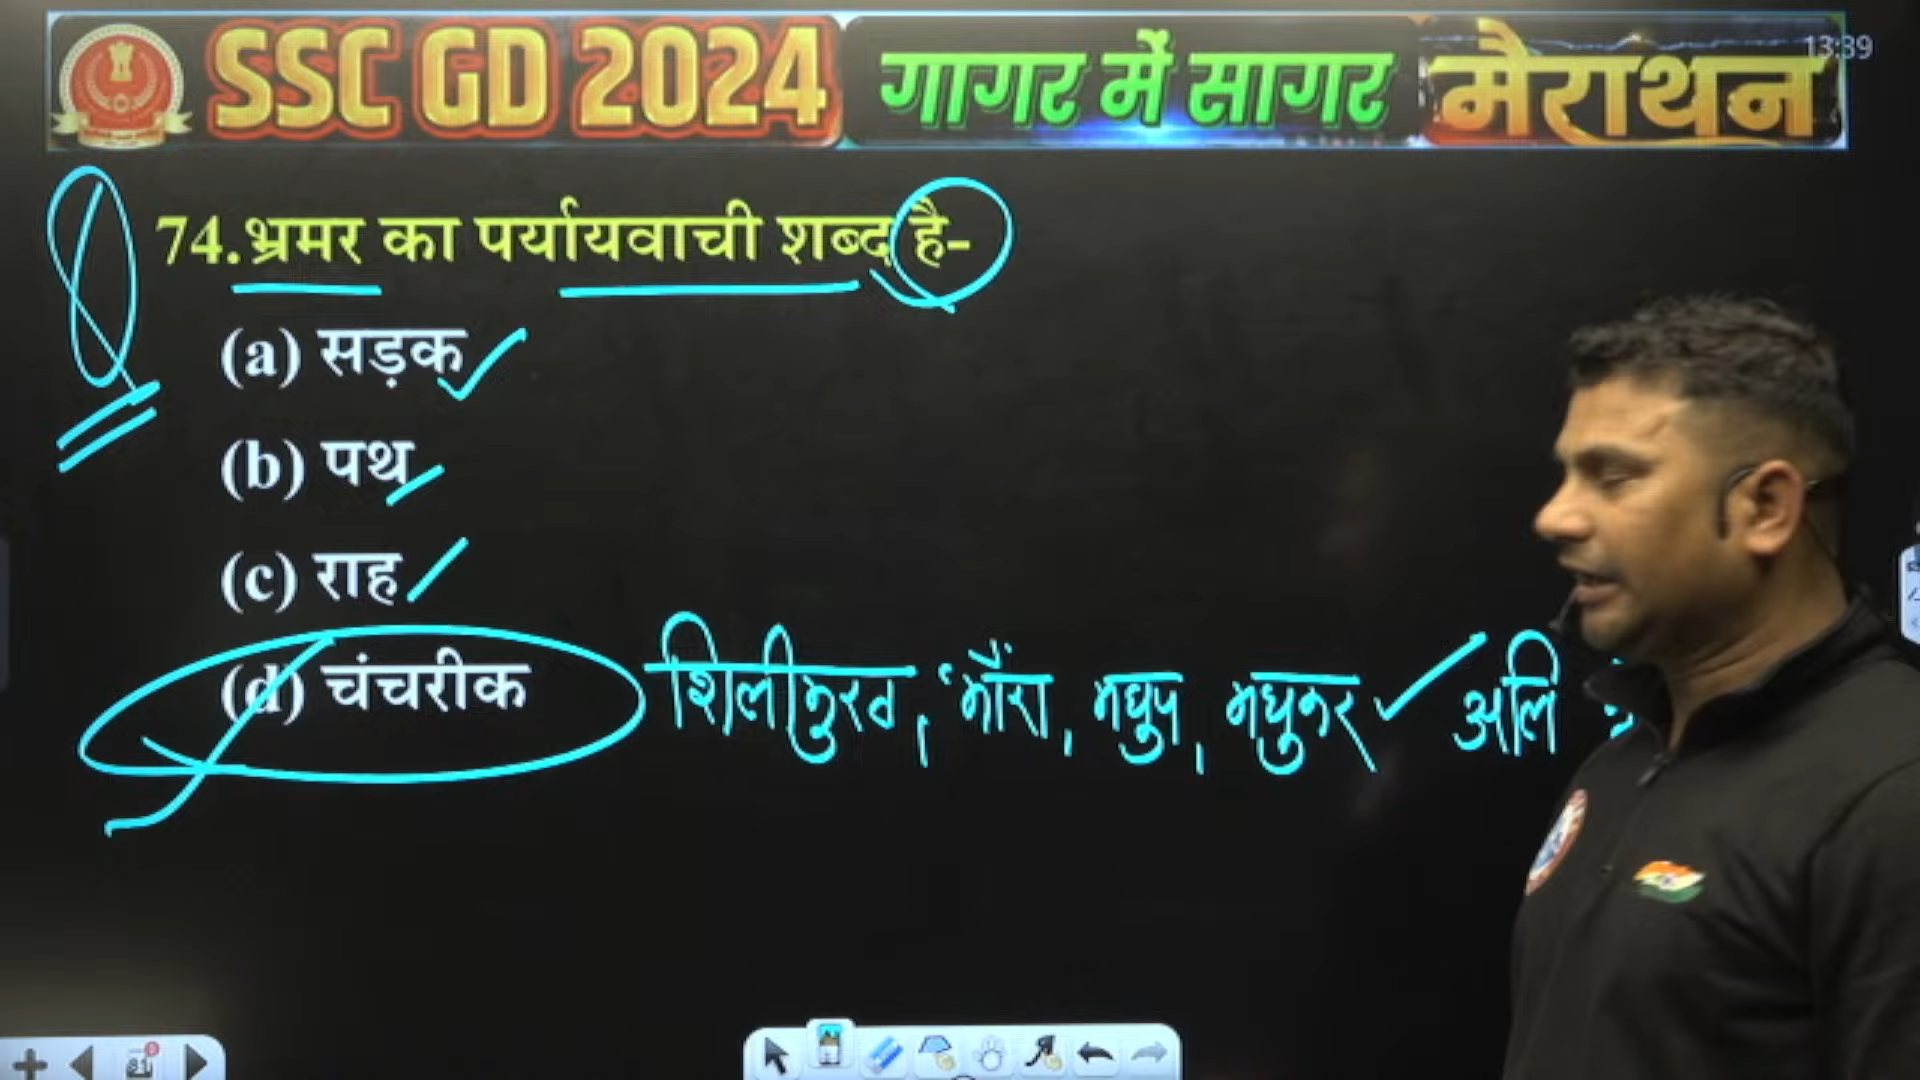 SSC GD 2024 गागर में सागर मैराथन
13:39
74.भ्रमर का पर्यायवाची शब्द है-
(a) सड़क
(b) पथ
(c) राह
(d) चंचरीक शिलीमुख, भौंरा, मधुप, मधुकर अलि
81